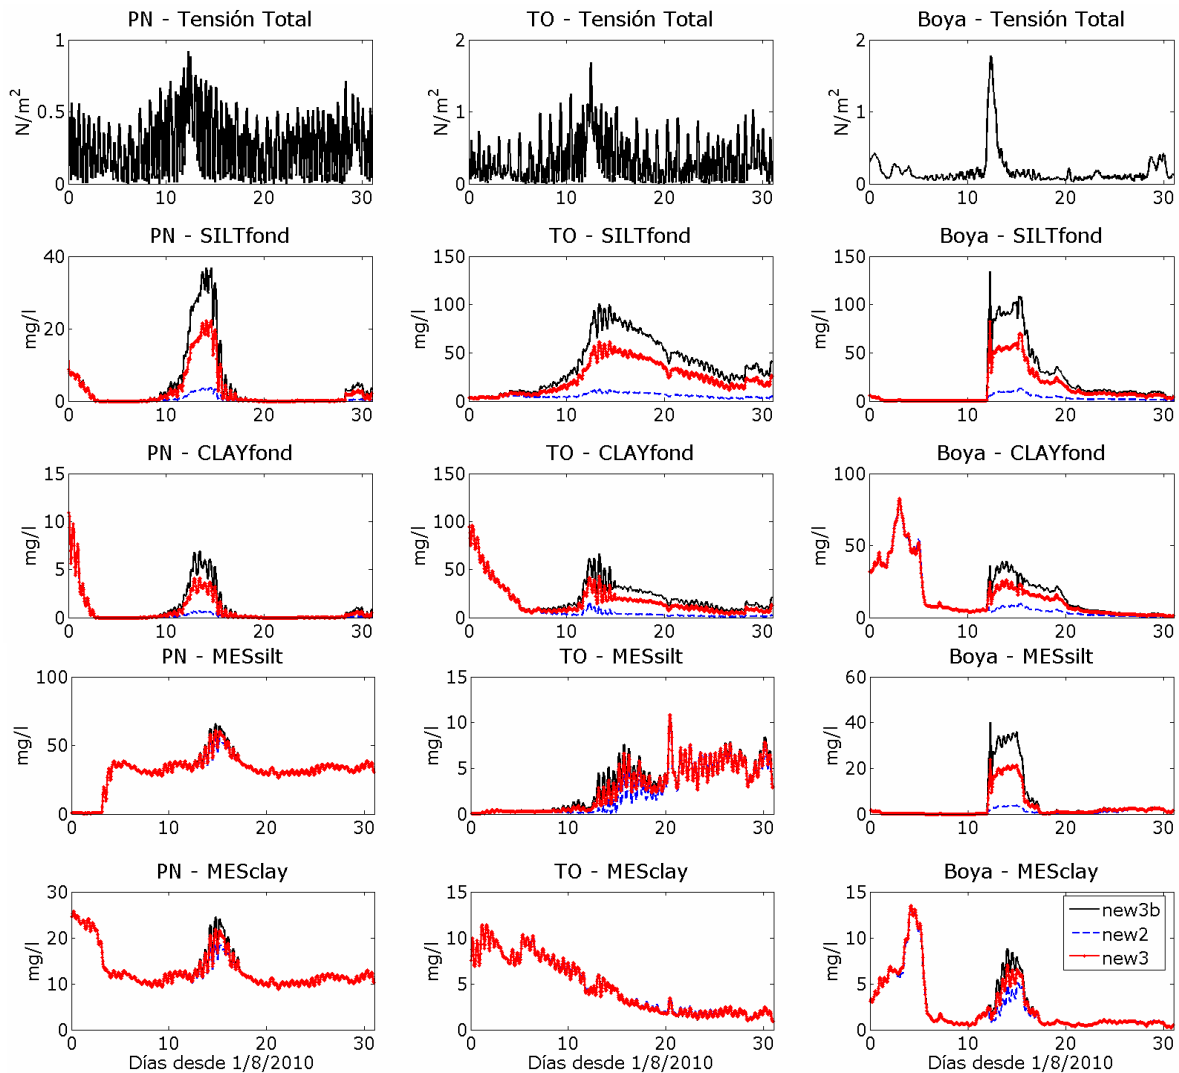 PN - Tensión Total
TO - Tensión Total
Boya - Tensión Total
1
0.5
0
N/m2
0 10 20 30
2
1
0
N/m2
0 10 20 30
2
1
0
N/m2
0 10 20 30
PN - SILTfond
TO - SILTfond
Boya - SILTfond
40
20
0
mg/l
0 10 20 30
150
100
50
0
mg/l
0 10 20 30
150
100
50
0
mg/l
0 10 20 30
PN - CLAYfond
TO - CLAYfond
Boya - CLAYfond
15
10
5
0
mg/l
0 10 20 30
150
100
50
0
mg/l
0 10 20 30
100
50
0
mg/l
0 10 20 30
PN - MESsilt
TO - MESsilt
Boya - MESsilt
100
50
0
mg/l
0 10 20 30
15
10
5
0
mg/l
0 10 20 30
60
40
20
0
mg/l
0 10 20 30
PN - MESclay
TO - MESclay
Boya - MESclay
30
20
10
0
mg/l
0 10 20 30
Días desde 1/8/2010
15
10
5
0
mg/l
0 10 20 30
Días desde 1/8/2010
15
10
5
0
mg/l
0 10 20 30
Días desde 1/8/2010
new3b
new2
new3